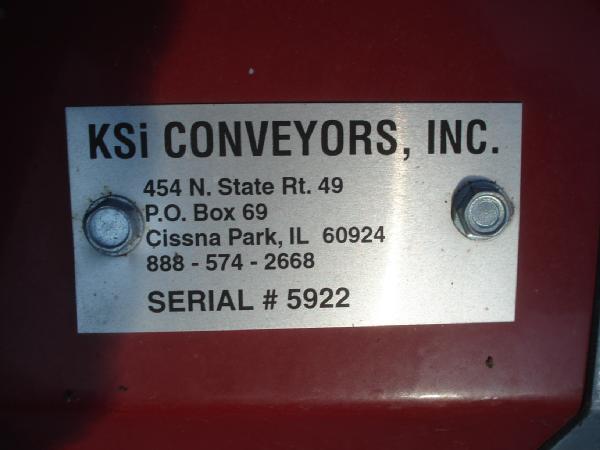 KSi CONVEYORS, INC.
454 N. State Rt. 49
P.O. Box 69
Cissna Park, IL 60924
888 - 574 - 2668
SERIAL # 5922